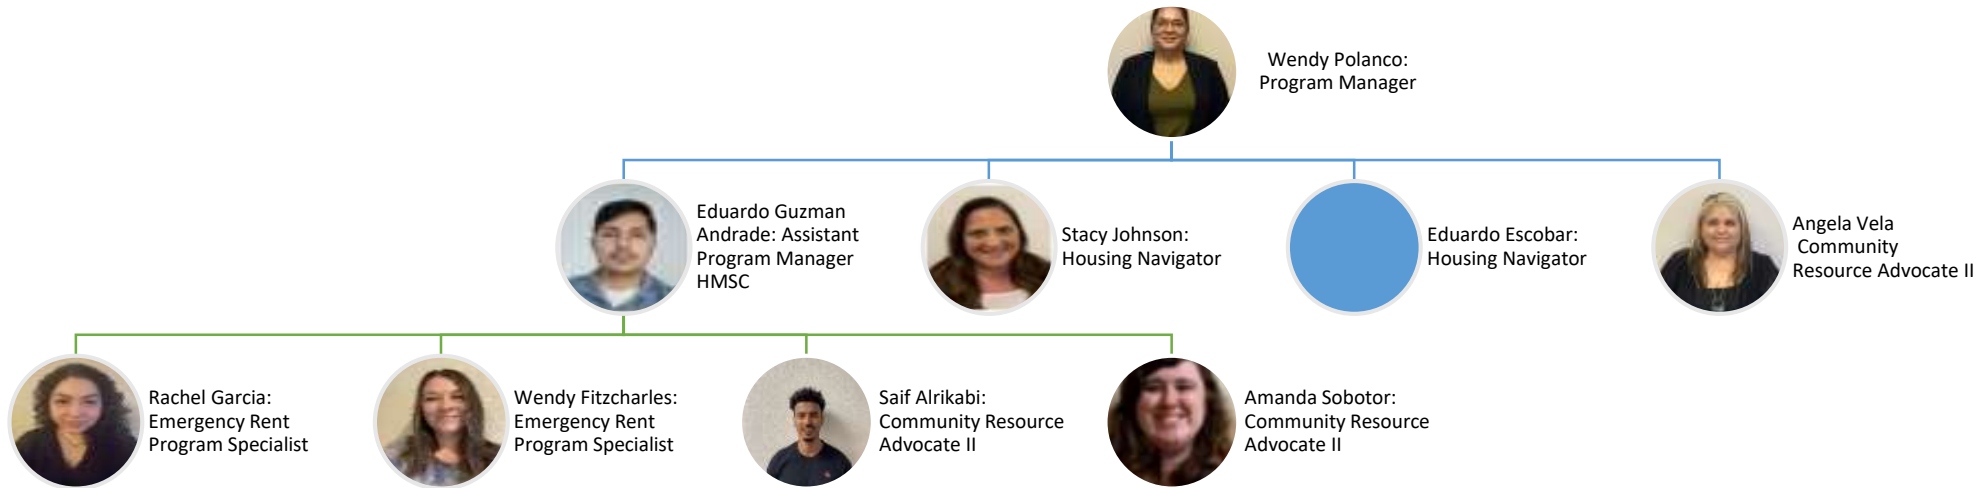 Wendy Polanco:
Program Manager
Eduardo Guzman
Andrade: Assistant
Program Manager
HMSC
Stacy Johnson:
Housing Navigator
Eduardo Escobar:
Housing Navigator
Angela Vela
Community
Resource Advocate II
Rachel Garcia:
Emergency Rent
Program Specialist
Wendy Fitzcharles:
Emergency Rent
Program Specialist
Saif Alrikabi:
Community Resource
Advocate II
Amanda Sobotor:
Community Resource
Advocate II